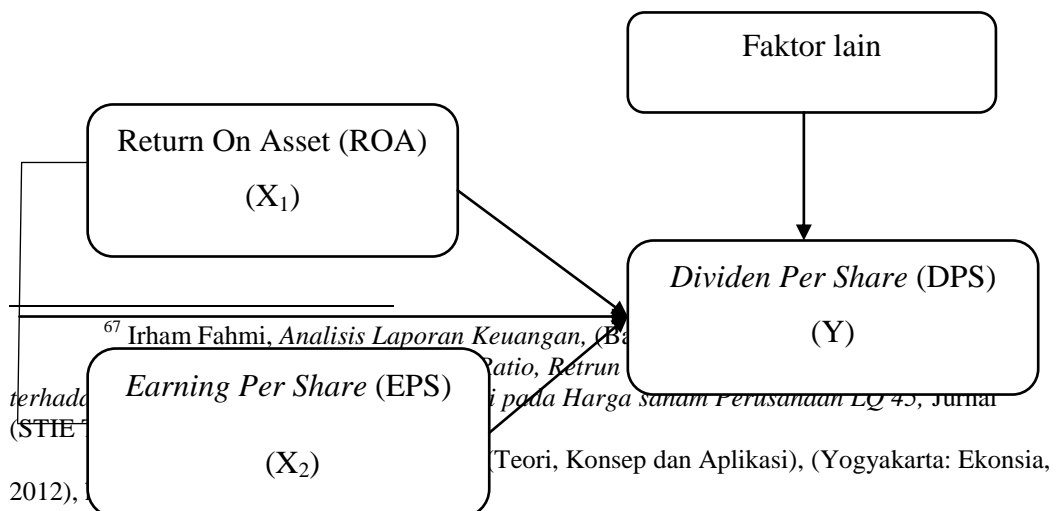 Faktor lain
Return On Asset (ROA)
(X₁)
Dividen Per Share (DPS)
(Y)
67 Irham Fahmi, Analisis Laporan Keuangan,
Earning Per Share (EPS)
(X₂)
Ratio, Retrun
pada Harga saham Perusahaan LQ 45, Jurnal
(STIE
(Teori, Konsep dan Aplikasi), (Yogyakarta: Ekonsia,
2012),